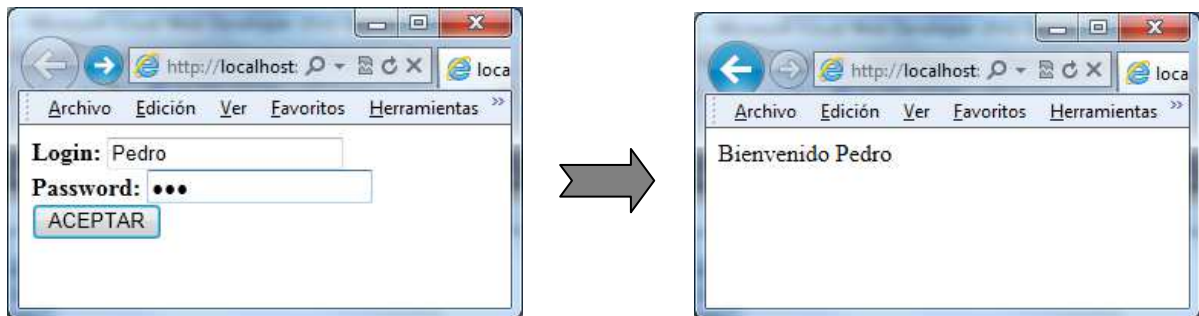 http://localhost:
loca
Archivo Edición Ver Favoritos Herramientas »
Login: Pedro
Password: •••
ACEPTAR
http://localhost:
loca
Archivo Edición Ver Favoritos Herramientas »
Bienvenido Pedro